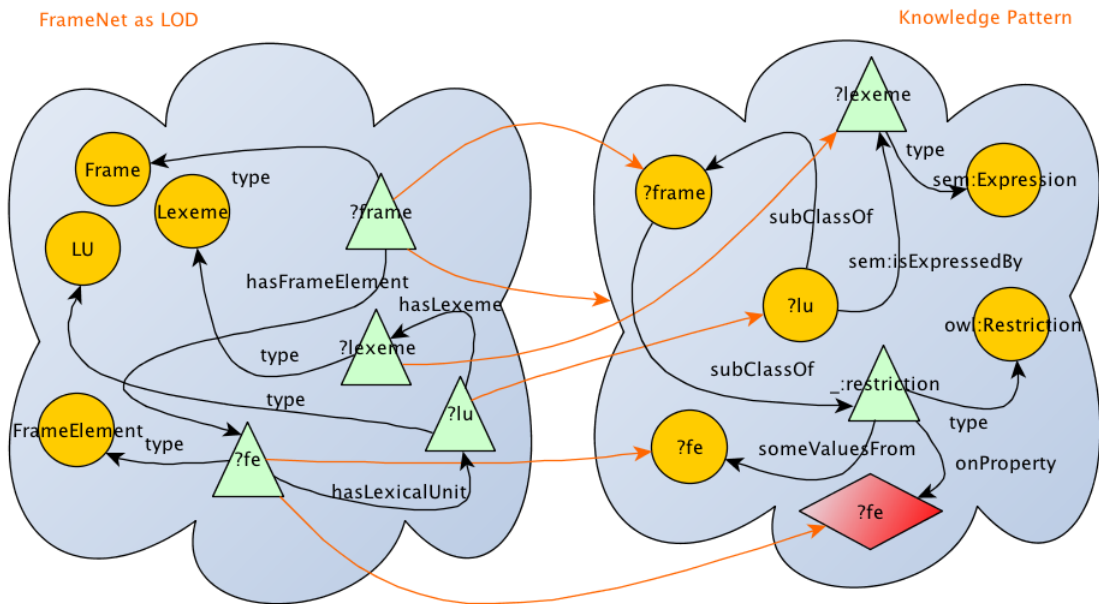 FrameNet as LOD
Knowledge Pattern
Frame
type
Lexeme
?frame
LU
hasFrameElement
hasLexeme
?lexeme
type
type
?lu
FrameElement
type
?fe
hasLexicalUnit
?lexeme
type
sem:Expression
?frame
subClassOf
sem:isExpressedBy
?lu
owl:Restriction
subClassOf
_:restriction
type
?fe
someValuesFrom
onProperty
?fe